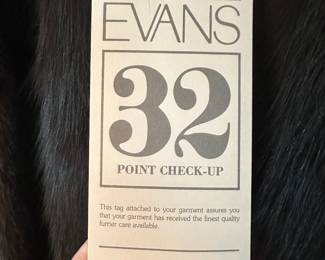 EVANS
32
POINT CHECK-UP
This tag attached to your garment assures you
that your garment has received the finest quality
furrier care available.